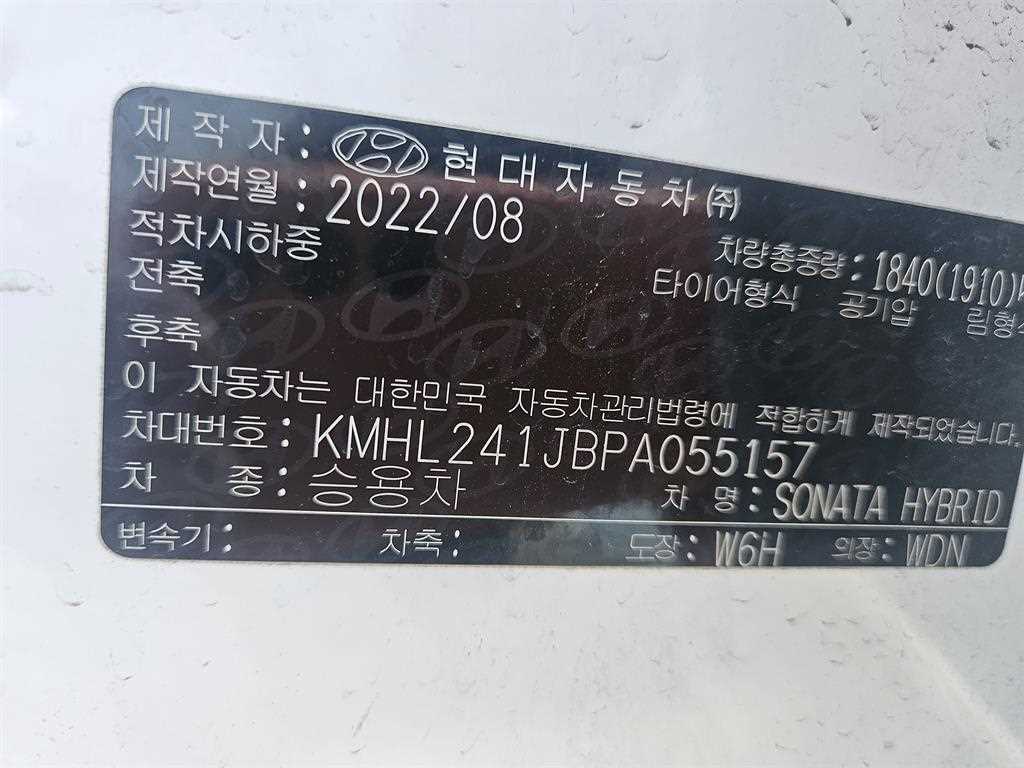 제 작 자 : 현 대 자 동 차 ㈜
제작연월 : 2022/08
적차시하중 차량총중량 : 1840(1910)
전축 타이어형식 공기압 림형식
후축
이 자동차는 대한민국 자동차관리법령에 적합하게 제작되었습니다.
차대번호 : KMHL241JBPA055157
차 종 : 승용차 차 명 : SONATA HYBRID
변속기 : 차축 : 도장 : W6H 의장 : WDN